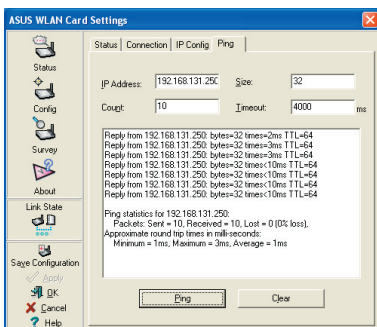 ASUS WLAN Card Settings
Status
Config
Survey
About
Link State
Save Configuration
Apply
OK
Cancel
Help
Status Connection IP Config Ping
IP Address: 192.168.131.250 Size: 32
Count: 10 Timeout: 4000 ms
Reply from 192.168.131.250: bytes=32 times=2ms TTL=64
Reply from 192.168.131.250: bytes=32 times=3ms TTL=64
Reply from 192.168.131.250: bytes=32 times=3ms TTL=64
Reply from 192.168.131.250: bytes=32 times<10ms TTL=64
Reply from 192.168.131.250: bytes=32 times<10ms TTL=64
Reply from 192.168.131.250: bytes=32 times<10ms TTL=64
Reply from 192.168.131.250: bytes=32 times<10ms TTL=64
Ping statistics for 192.168.131.250:
Packets: Sent = 10, Received = 10, Lost = 0 (0% loss),
Approximate round trip times in milli-seconds:
Minimum = 1ms, Maximum = 3ms, Average = 1ms
Ping Clear